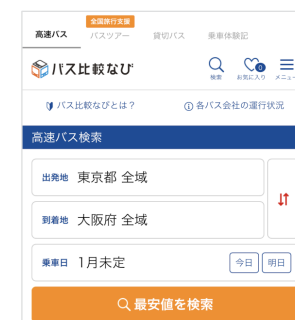 全国旅行支援
高速バス バスツアー 貸切バス 乗車体験記
バス比較なび
検索 お気に入り 0 メニュー
バス比較なびとは? 各バス会社の運行状況
高速バス検索
出発地 東京都 全域
到着地 大阪府 全域
乗車日 1月未定 今日 明日
最安値を検索